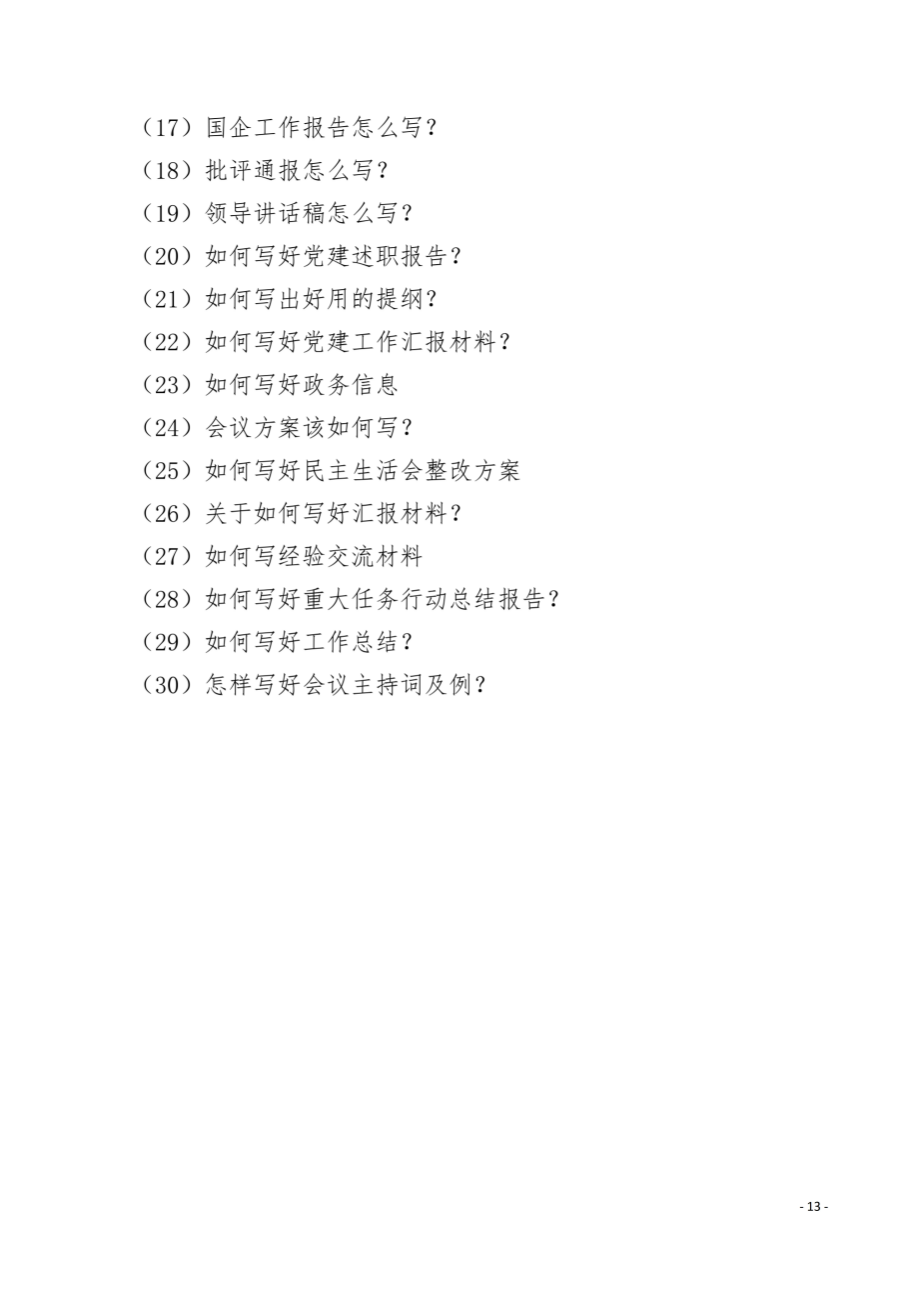 （17）国企工作报告怎么写？
（18）批评通报怎么写？
（19）领导讲话稿怎么写？
（20）如何写好党建述职报告？
（21）如何写出好用的提纲？
（22）如何写好党建工作汇报材料？
（23）如何写好政务信息
（24）会议方案该如何写？
（25）如何写好民主生活会整改方案
（26）关于如何写好汇报材料？
（27）如何写经验交流材料
（28）如何写好重大任务行动总结报告？
（29）如何写好工作总结？
（30）怎样写好会议主持词及例？
- 13 -